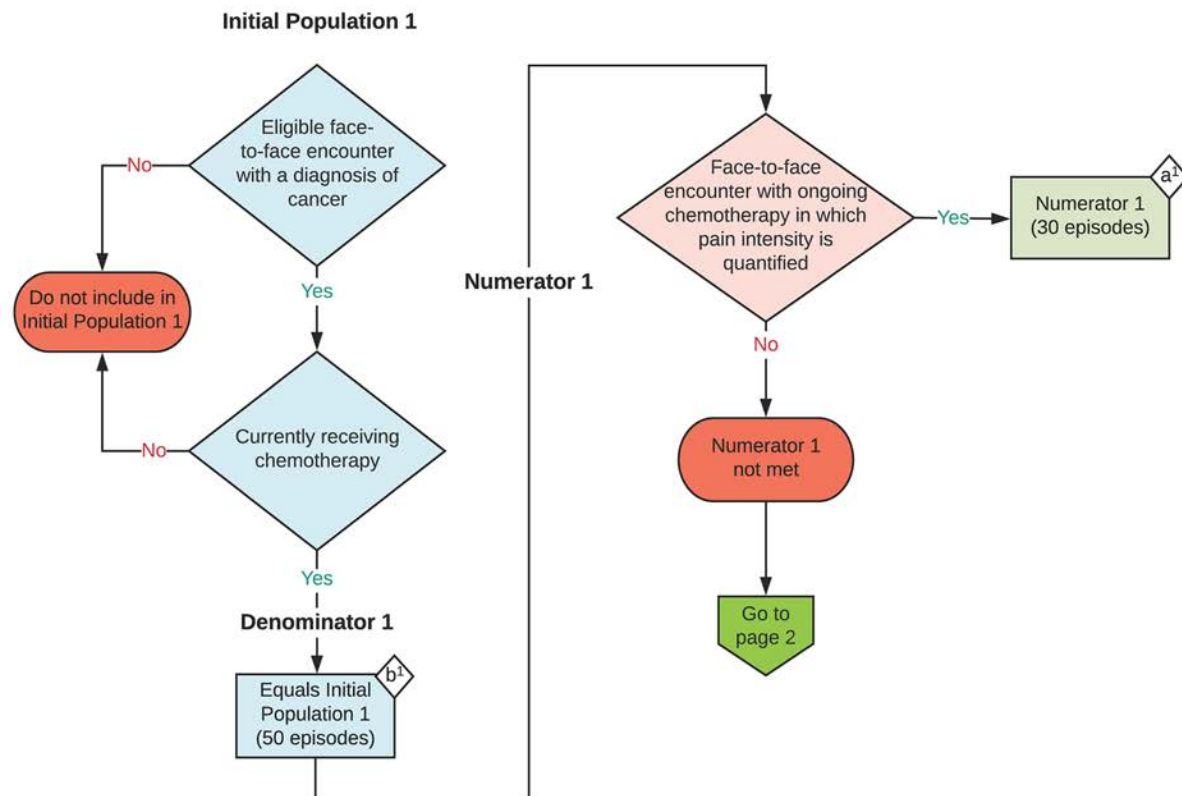 Initial Population 1
Eligible face-
to-face encounter
with a diagnosis of
cancer
No
Yes
Do not include in
Initial Population 1
Currently receiving
chemotherapy
No
Yes
Denominator 1
b¹
Equals Initial
Population 1
(50 episodes)
Numerator 1
Face-to-face
encounter with ongoing
chemotherapy in which
pain intensity is
quantified
Yes
a¹
Numerator 1
(30 episodes)
No
Numerator 1
not met
Go to
page 2